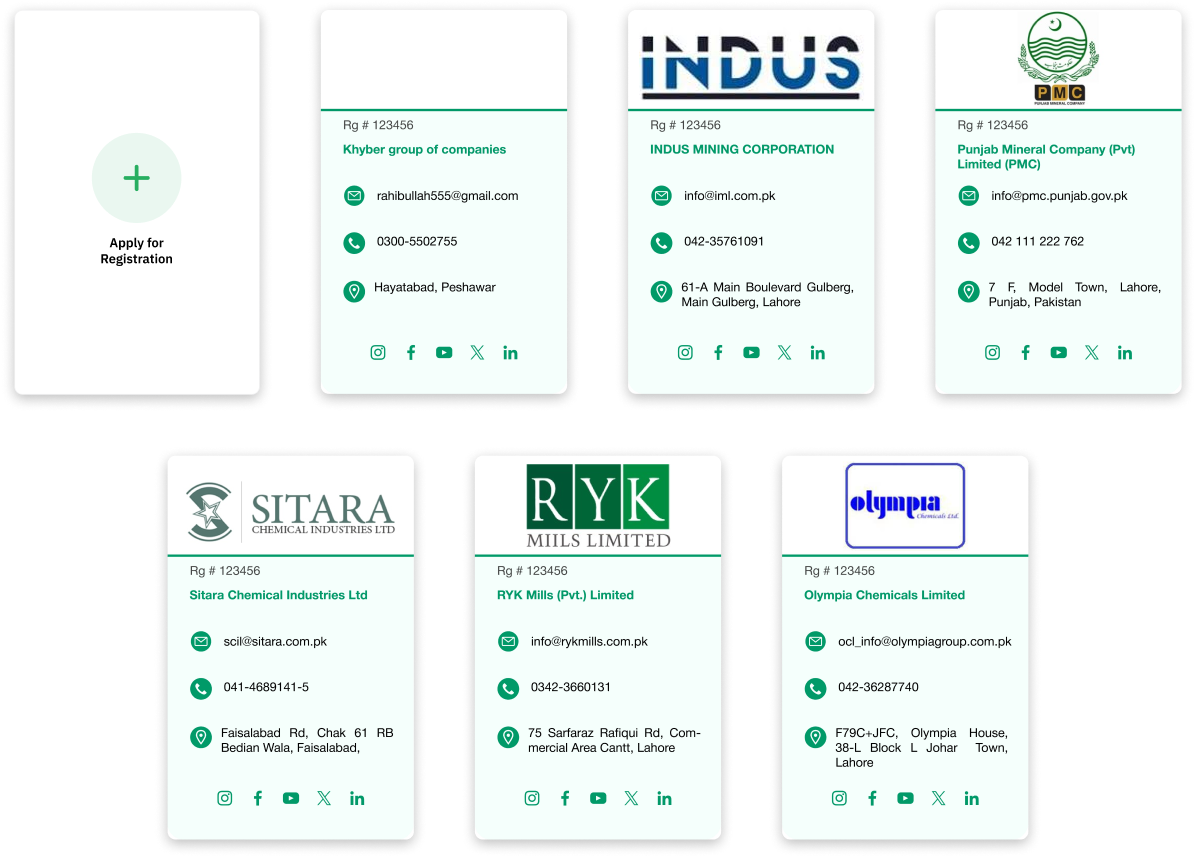 Apply for
Registration
Rg # 123456
Khyber group of companies
rahibullah555@gmail.com
0300-5502755
Hayatabad, Peshawar
INDUS
Rg # 123456
INDUS MINING CORPORATION
info@iml.com.pk
042-35761091
61-A Main Boulevard Gulberg,
Main Gulberg, Lahore
PMC
PUNJAB MINERAL COMPANY
Rg # 123456
Punjab Mineral Company (Pvt)
Limited (PMC)
info@pmc.punjab.gov.pk
042 111 222 762
7 F, Model Town, Lahore,
Punjab, Pakistan
SITARA
CHEMICAL INDUSTRIES LTD
Rg # 123456
Sitara Chemical Industries Ltd
scil@sitara.com.pk
041-4689141-5
Faisalabad Rd, Chak 61 RB
Bedian Wala, Faisalabad,
RYK
MIILS LIMITED
Rg # 123456
RYK Mills (Pvt.) Limited
info@rykmills.com.pk
0342-3660131
75 Sarfaraz Rafiqui Rd, Com-
mercial Area Cantt, Lahore
olympia
Chemicals Ltd.
Rg # 123456
Olympia Chemicals Limited
ocl_info@olympiagroup.com.pk
042-36287740
F79C+JFC, Olympia House,
38-L Block L Johar Town,
Lahore